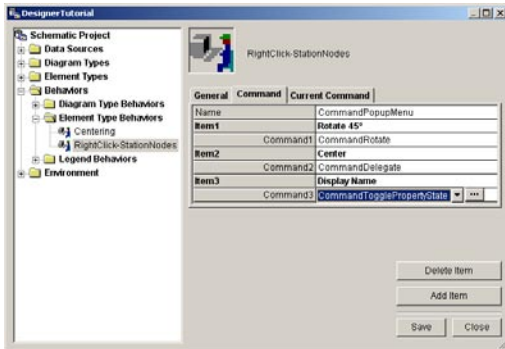 DesignerTutorial
Schematic Project
Data Sources
Diagram Types
Element Types
Behaviors
Diagram Type Behaviors
Element Type Behaviors
Centering
RightClick-StationNodes
Legend Behaviors
Environment
RightClick-StationNodes
General Command Current Command
Name CommandPopupMenu
Item1 Rotate 45°
Command1 CommandRotate
Item2 Center
Command2 CommandDelegate
Item3 Display Name
Command3 CommandTogglePropertyState ...
Delete Item
Add Item
Save Close